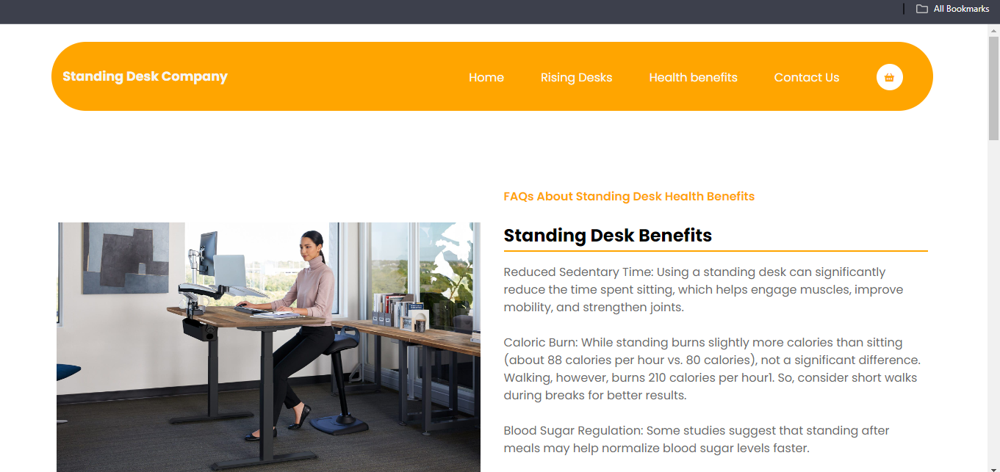 All Bookmarks
Standing Desk Company
Home
Rising Desks
Health benefits
Contact Us
FAQs About Standing Desk Health Benefits
Standing Desk Benefits
Reduced Sedentary Time: Using a standing desk can significantly
reduce the time spent sitting, which helps engage muscles, improve
mobility, and strengthen joints.
Caloric Burn: While standing burns slightly more calories than sitting
(about 88 calories per hour vs. 80 calories), not a significant difference.
Walking, however, burns 210 calories per hour1. So, consider short walks
during breaks for better results.
Blood Sugar Regulation: Some studies suggest that standing after
meals may help normalize blood sugar levels faster.